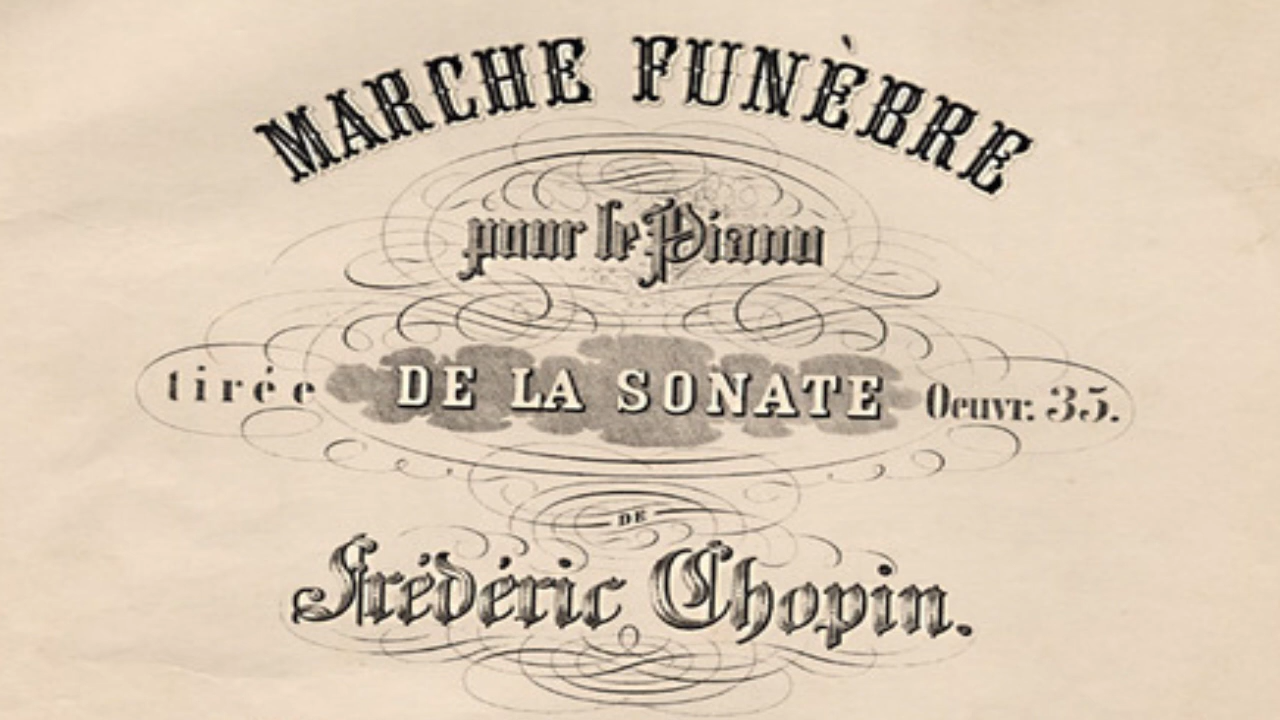 MARCHE FUNÈBRE
pour le Piano
tirée DE LA SONATE Oeuvr. 35.
DE
Frédéric Chopin.